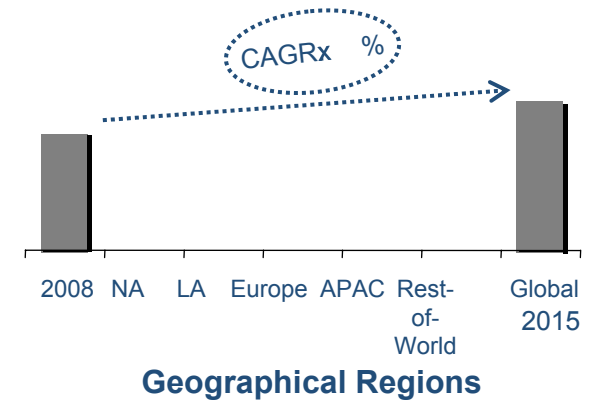 CAGRx %
2008 NA LA Europe APAC Rest- Global
of- 2015
World
Geographical Regions